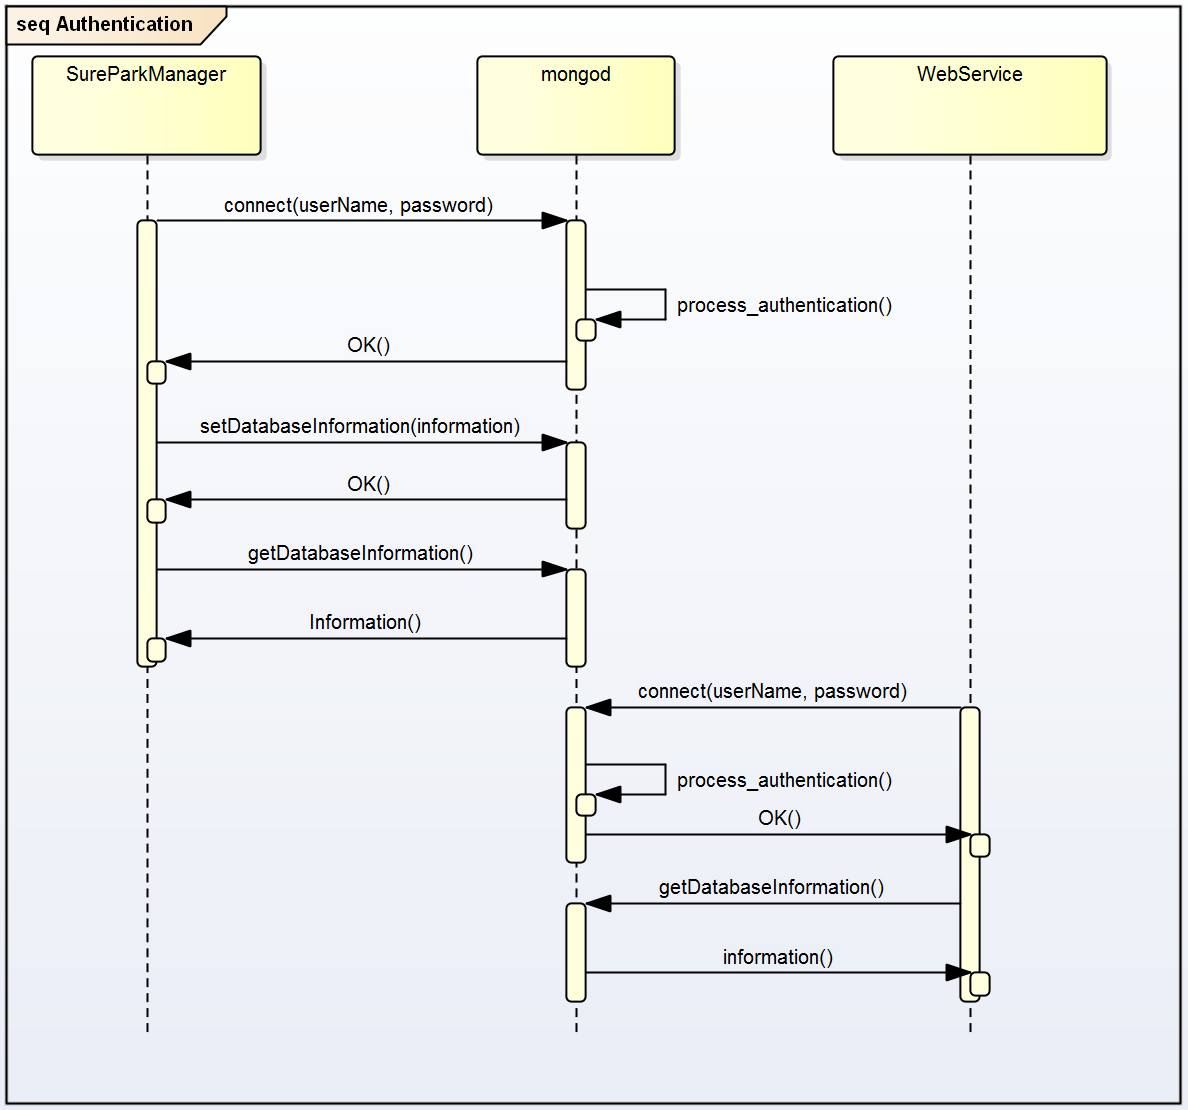 seq Authentication
SureParkManager
mongod
WebService
connect(userName, password)
process_authentication()
OK()
setDatabaseInformation(information)
OK()
getDatabaseInformation()
Information()
connect(userName, password)
process_authentication()
OK()
getDatabaseInformation()
information()